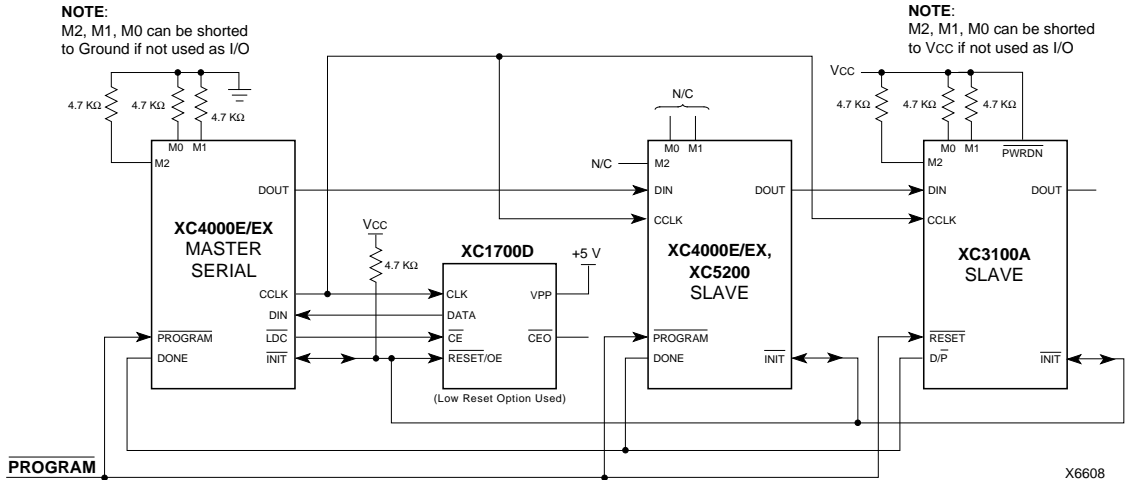 NOTE:
M2, M1, M0 can be shorted
to Ground if not used as I/O
NOTE:
M2, M1, M0 can be shorted
to VCC if not used as I/O
VCC
N/C
4.7 KΩ
4.7 KΩ
4.7 KΩ
4.7 KΩ
4.7 KΩ
4.7 KΩ
M0 M1
M2
DOUT
XC4000E/EX
MASTER
SERIAL
CCLK
DIN
PROGRAM
LDC
DONE
INIT
VCC
4.7 KΩ
XC1700D
+5 V
CLK
VPP
DATA
CE
CEO
RESET/OE
(Low Reset Option Used)
N/C
M0 M1
M2
DIN
DOUT
CCLK
XC4000E/EX,
XC5200
SLAVE
PROGRAM
DONE
INIT
M0 M1
PWRDN
M2
DIN
DOUT
CCLK
XC3100A
SLAVE
RESET
D/P
INIT
PROGRAM
X6608